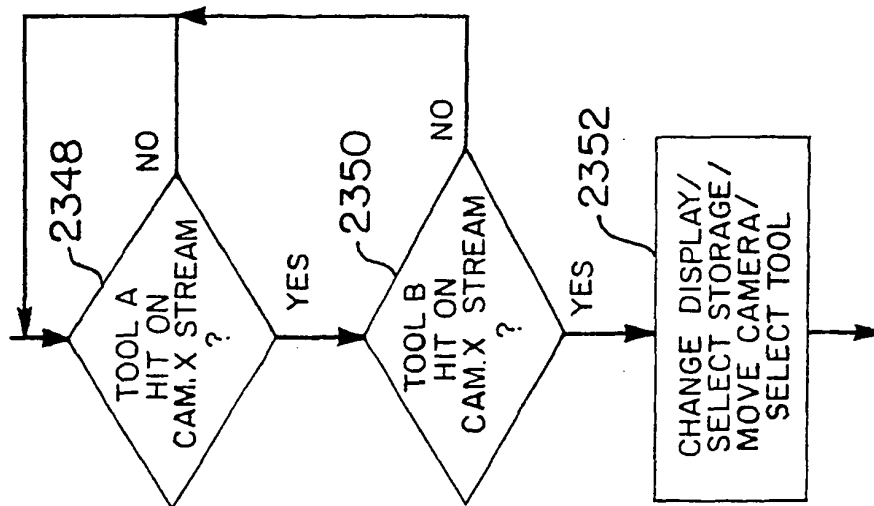 2348
TOOL A
HIT ON
CAM.X STREAM
?
NO
YES
2350
TOOL B
HIT ON
CAM.X STREAM
?
NO
YES
2352
CHANGE DISPLAY/
SELECT STORAGE/
MOVE CAMERA/
SELECT TOOL